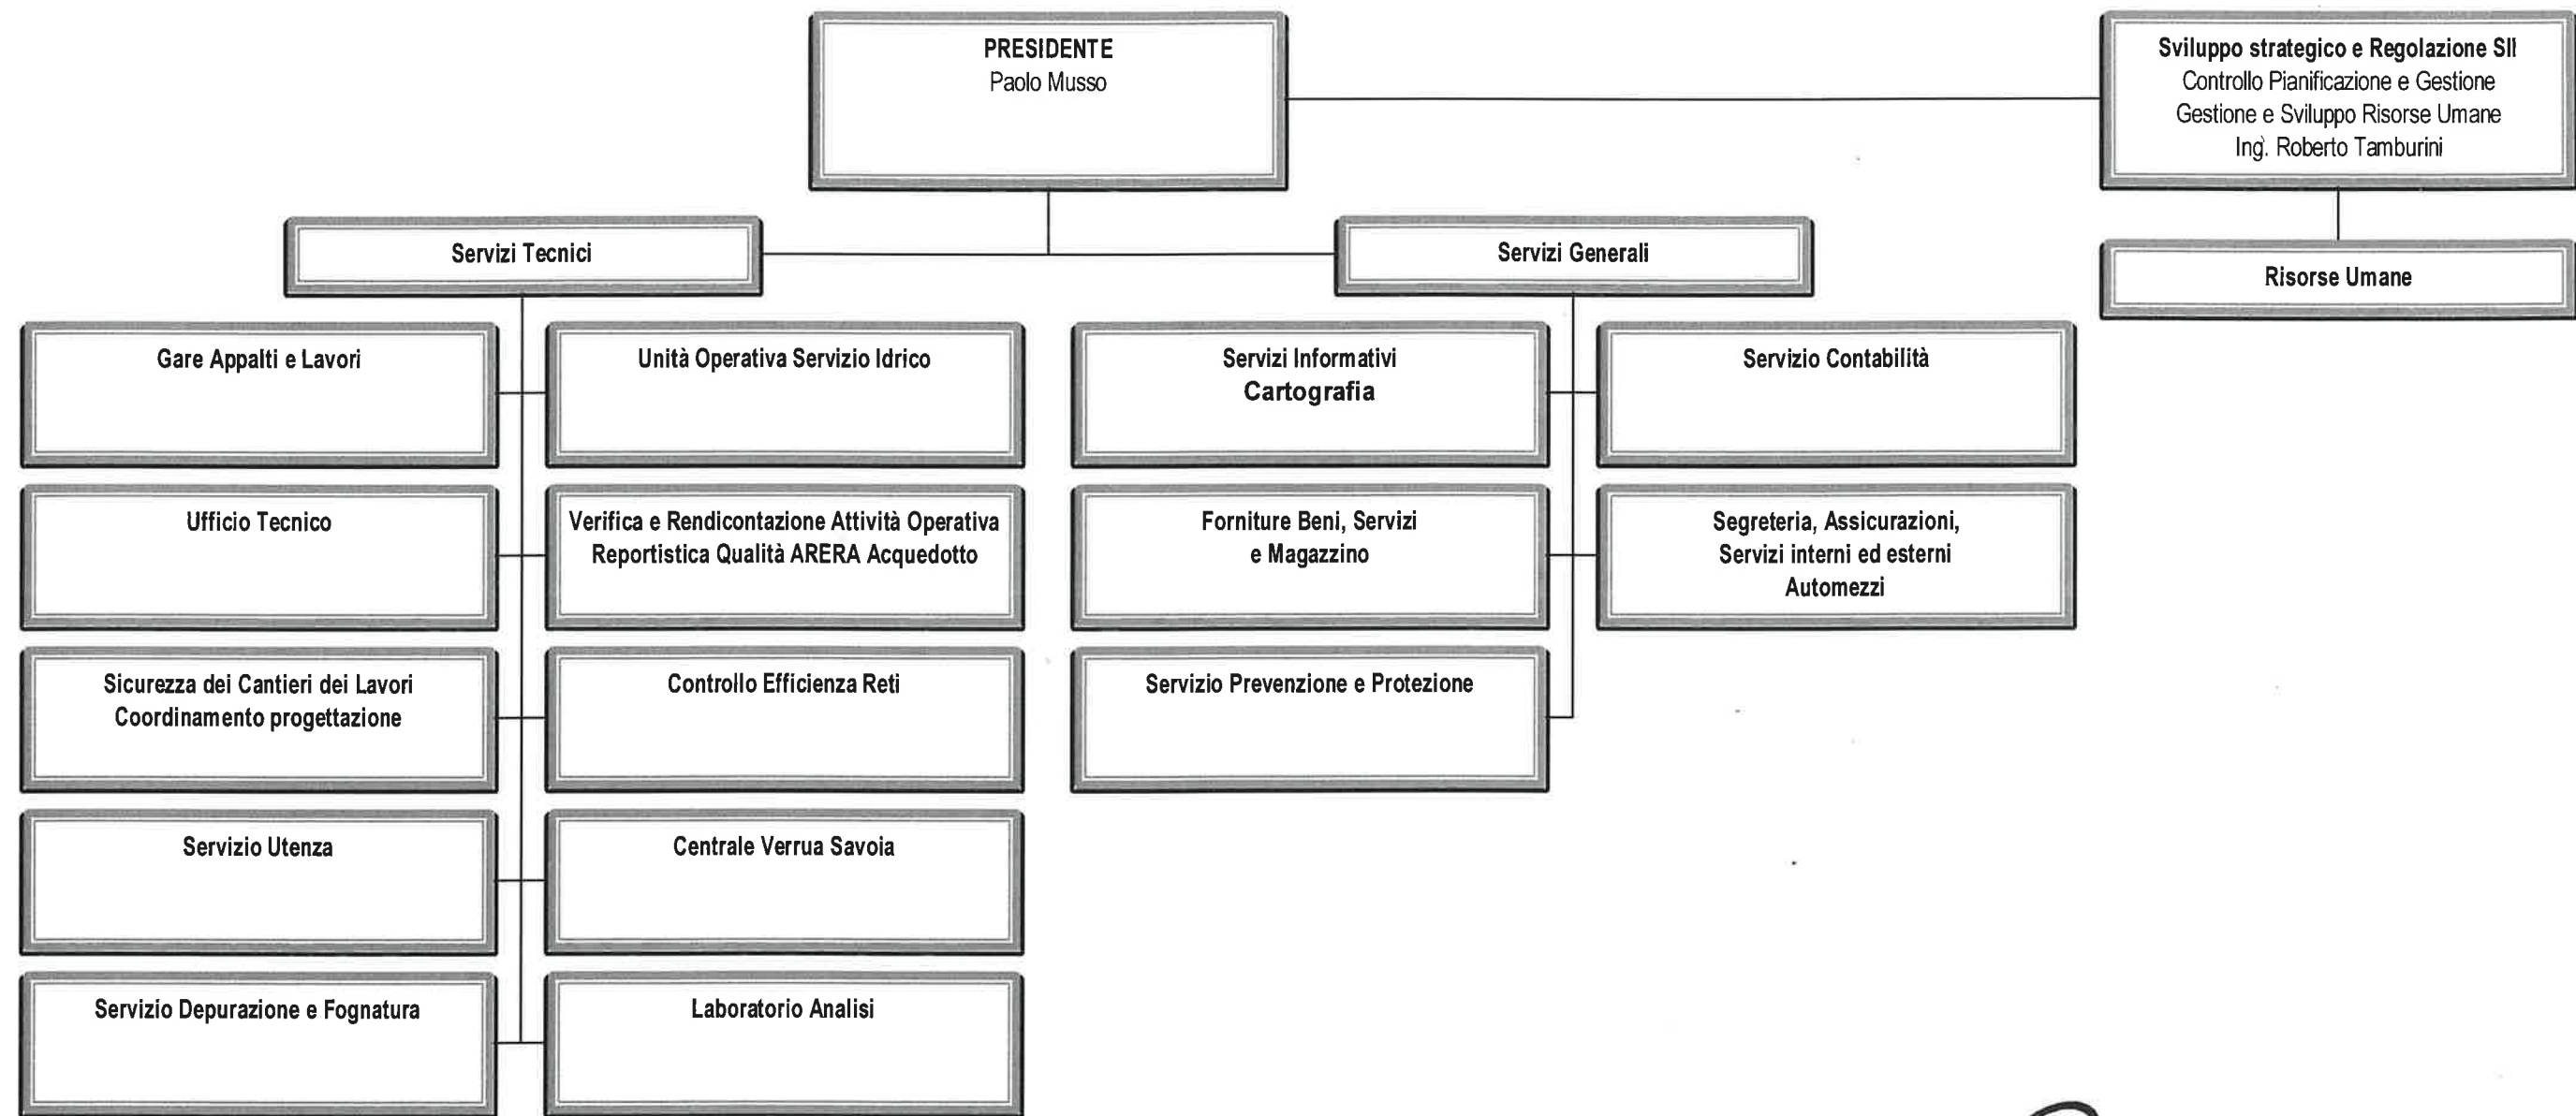 PRESIDENTE
Paolo Musso
Sviluppo strategico e Regolazione SII
Controllo Pianificazione e Gestione
Gestione e Sviluppo Risorse Umane
Ing. Roberto Tamburini
Servizi Tecnici
Servizi Generali
Risorse Umane
Gare Appalti e Lavori
Unità Operativa Servizio Idrico
Servizi Informativi
Cartografia
Servizio Contabilità
Ufficio Tecnico
Verifica e Rendicontazione Attività Operativa
Reportistica Qualità ARERA Acquedotto
Forniture Beni, Servizi
e Magazzino
Segreteria, Assicurazioni,
Servizi interni ed esterni
Automezzi
Sicurezza dei Cantieri dei Lavori
Coordinamento progettazione
Controllo Efficienza Reti
Servizio Prevenzione e Protezione
Servizio Utenza
Centrale Verrua Savoia
Servizio Depurazione e Fognatura
Laboratorio Analisi